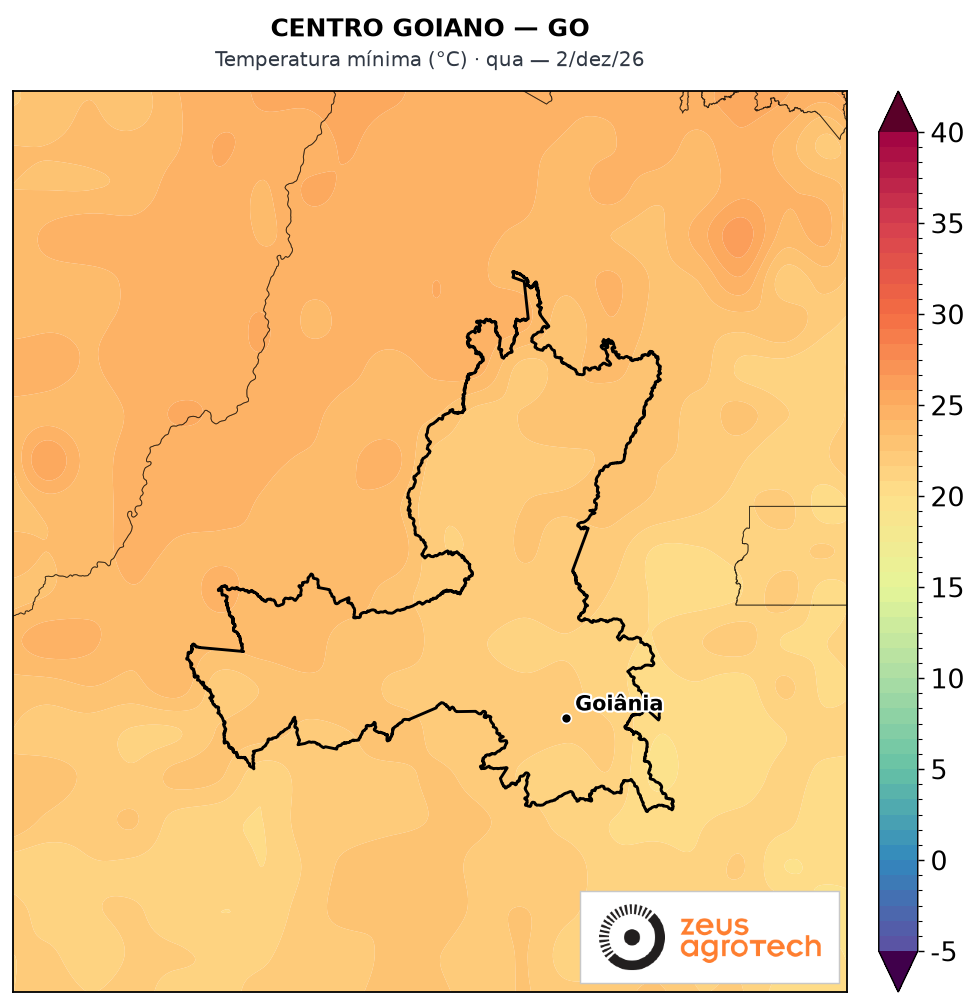 CENTRO GOIANO — GO
Temperatura mínima (°C) · qua — 2/dez/26
40
35
30
25
20
15
10
5
0
-5
Goiânia
zeus
agrotech